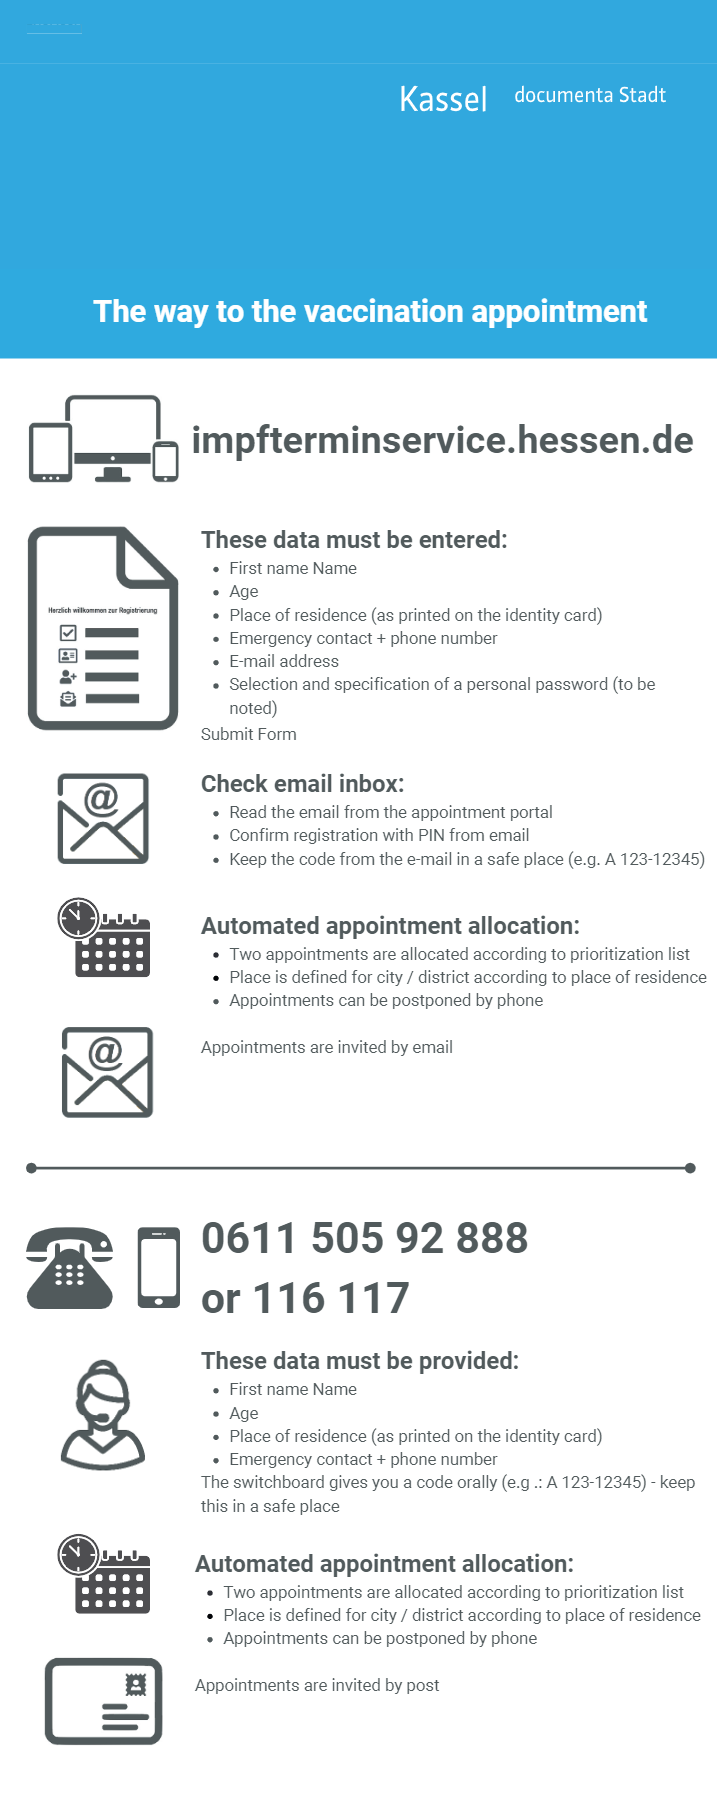 Kassel documenta Stadt
The way to the vaccination appointment
impfterminservice.hessen.de
These data must be entered:
First name Name
Age
Place of residence (as printed on the identity card)
Emergency contact + phone number
E-mail address
Selection and specification of a personal password (to be
noted)
Submit Form
Herzlich willkommen zur Registrierung
Check email inbox:
Read the email from the appointment portal
Confirm registration with PIN from email
Keep the code from the e-mail in a safe place (e.g. A 123-12345)
@
Automated appointment allocation:
Two appointments are allocated according to prioritization list
Place is defined for city / district according to place of residence
Appointments can be postponed by phone
@
Appointments are invited by email
0611 505 92 888
or 116 117
These data must be provided:
First name Name
Age
Place of residence (as printed on the identity card)
Emergency contact + phone number
The switchboard gives you a code orally (e.g .: A 123-12345) - keep
this in a safe place
Automated appointment allocation:
Two appointments are allocated according to prioritization list
Place is defined for city / district according to place of residence
Appointments can be postponed by phone
Appointments are invited by post